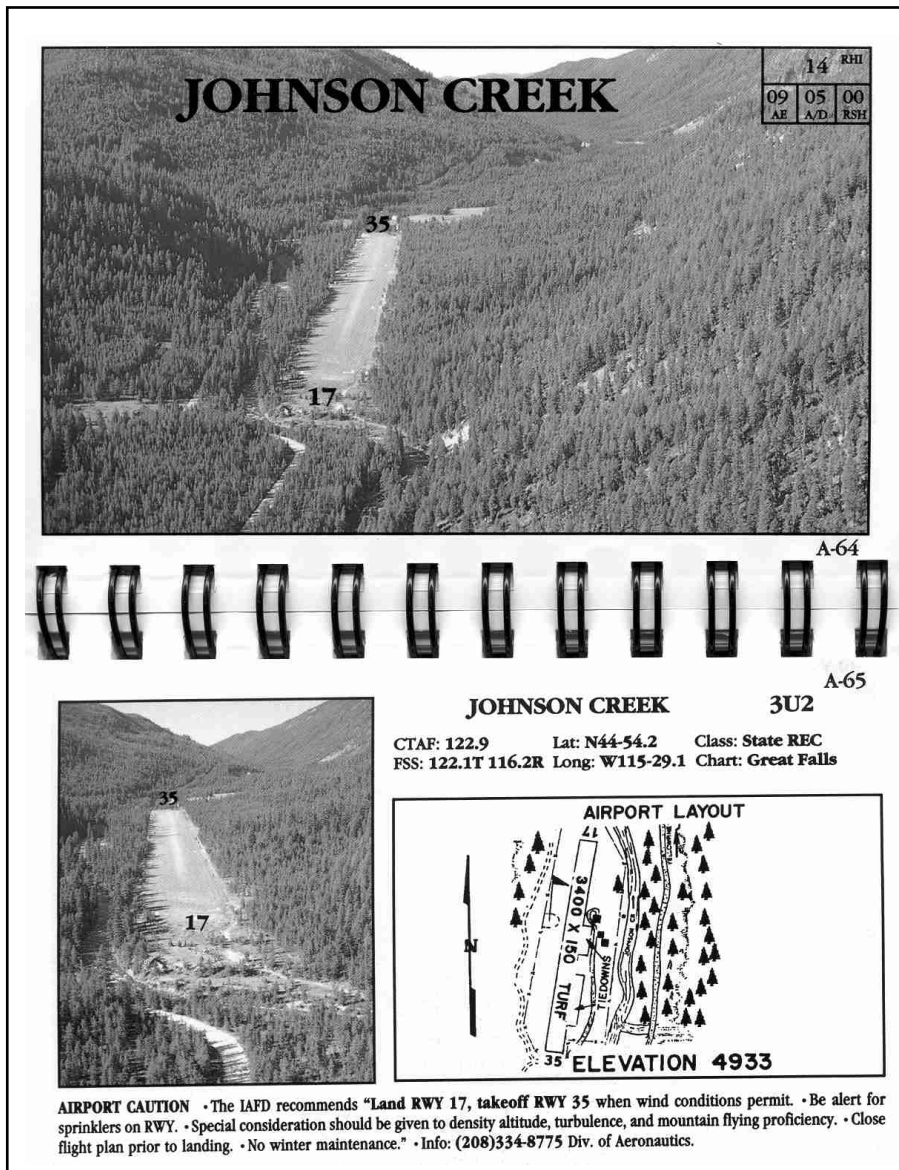 JOHNSON CREEK
14 RHI
09 05 00
AE A/D RSH
35
17
A-64
A-65
35
17
JOHNSON CREEK 3U2
CTAF: 122.9 Lat: N44-54.2 Class: State REC
FSS: 122.1T 116.2R Long: W115-29.1 Chart: Great Falls
AIRPORT LAYOUT
17
3400 X 150 TURF
N
JOHNSON
TIEDOWNS
35
ELEVATION 4933
AIRPORT CAUTION • The IAFD recommends “Land RWY 17, takeoff RWY 35 when wind conditions permit. • Be alert for
sprinklers on RWY. • Special consideration should be given to density altitude, turbulence, and mountain flying proficiency. • Close
flight plan prior to landing. • No winter maintenance.” • Info: (208)334-8775 Div. of Aeronautics.